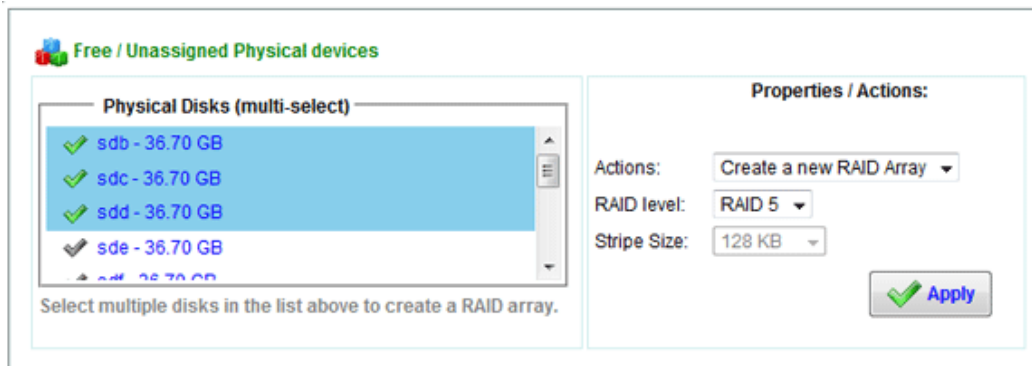 Free / Unassigned Physical devices
Physical Disks (multi-select)
sdb - 36.70 GB
sdc - 36.70 GB
sdd - 36.70 GB
sde - 36.70 GB
Select multiple disks in the list above to create a RAID array.
Properties / Actions:
Actions: Create a new RAID Array
RAID level: RAID 5
Stripe Size: 128 KB
Apply